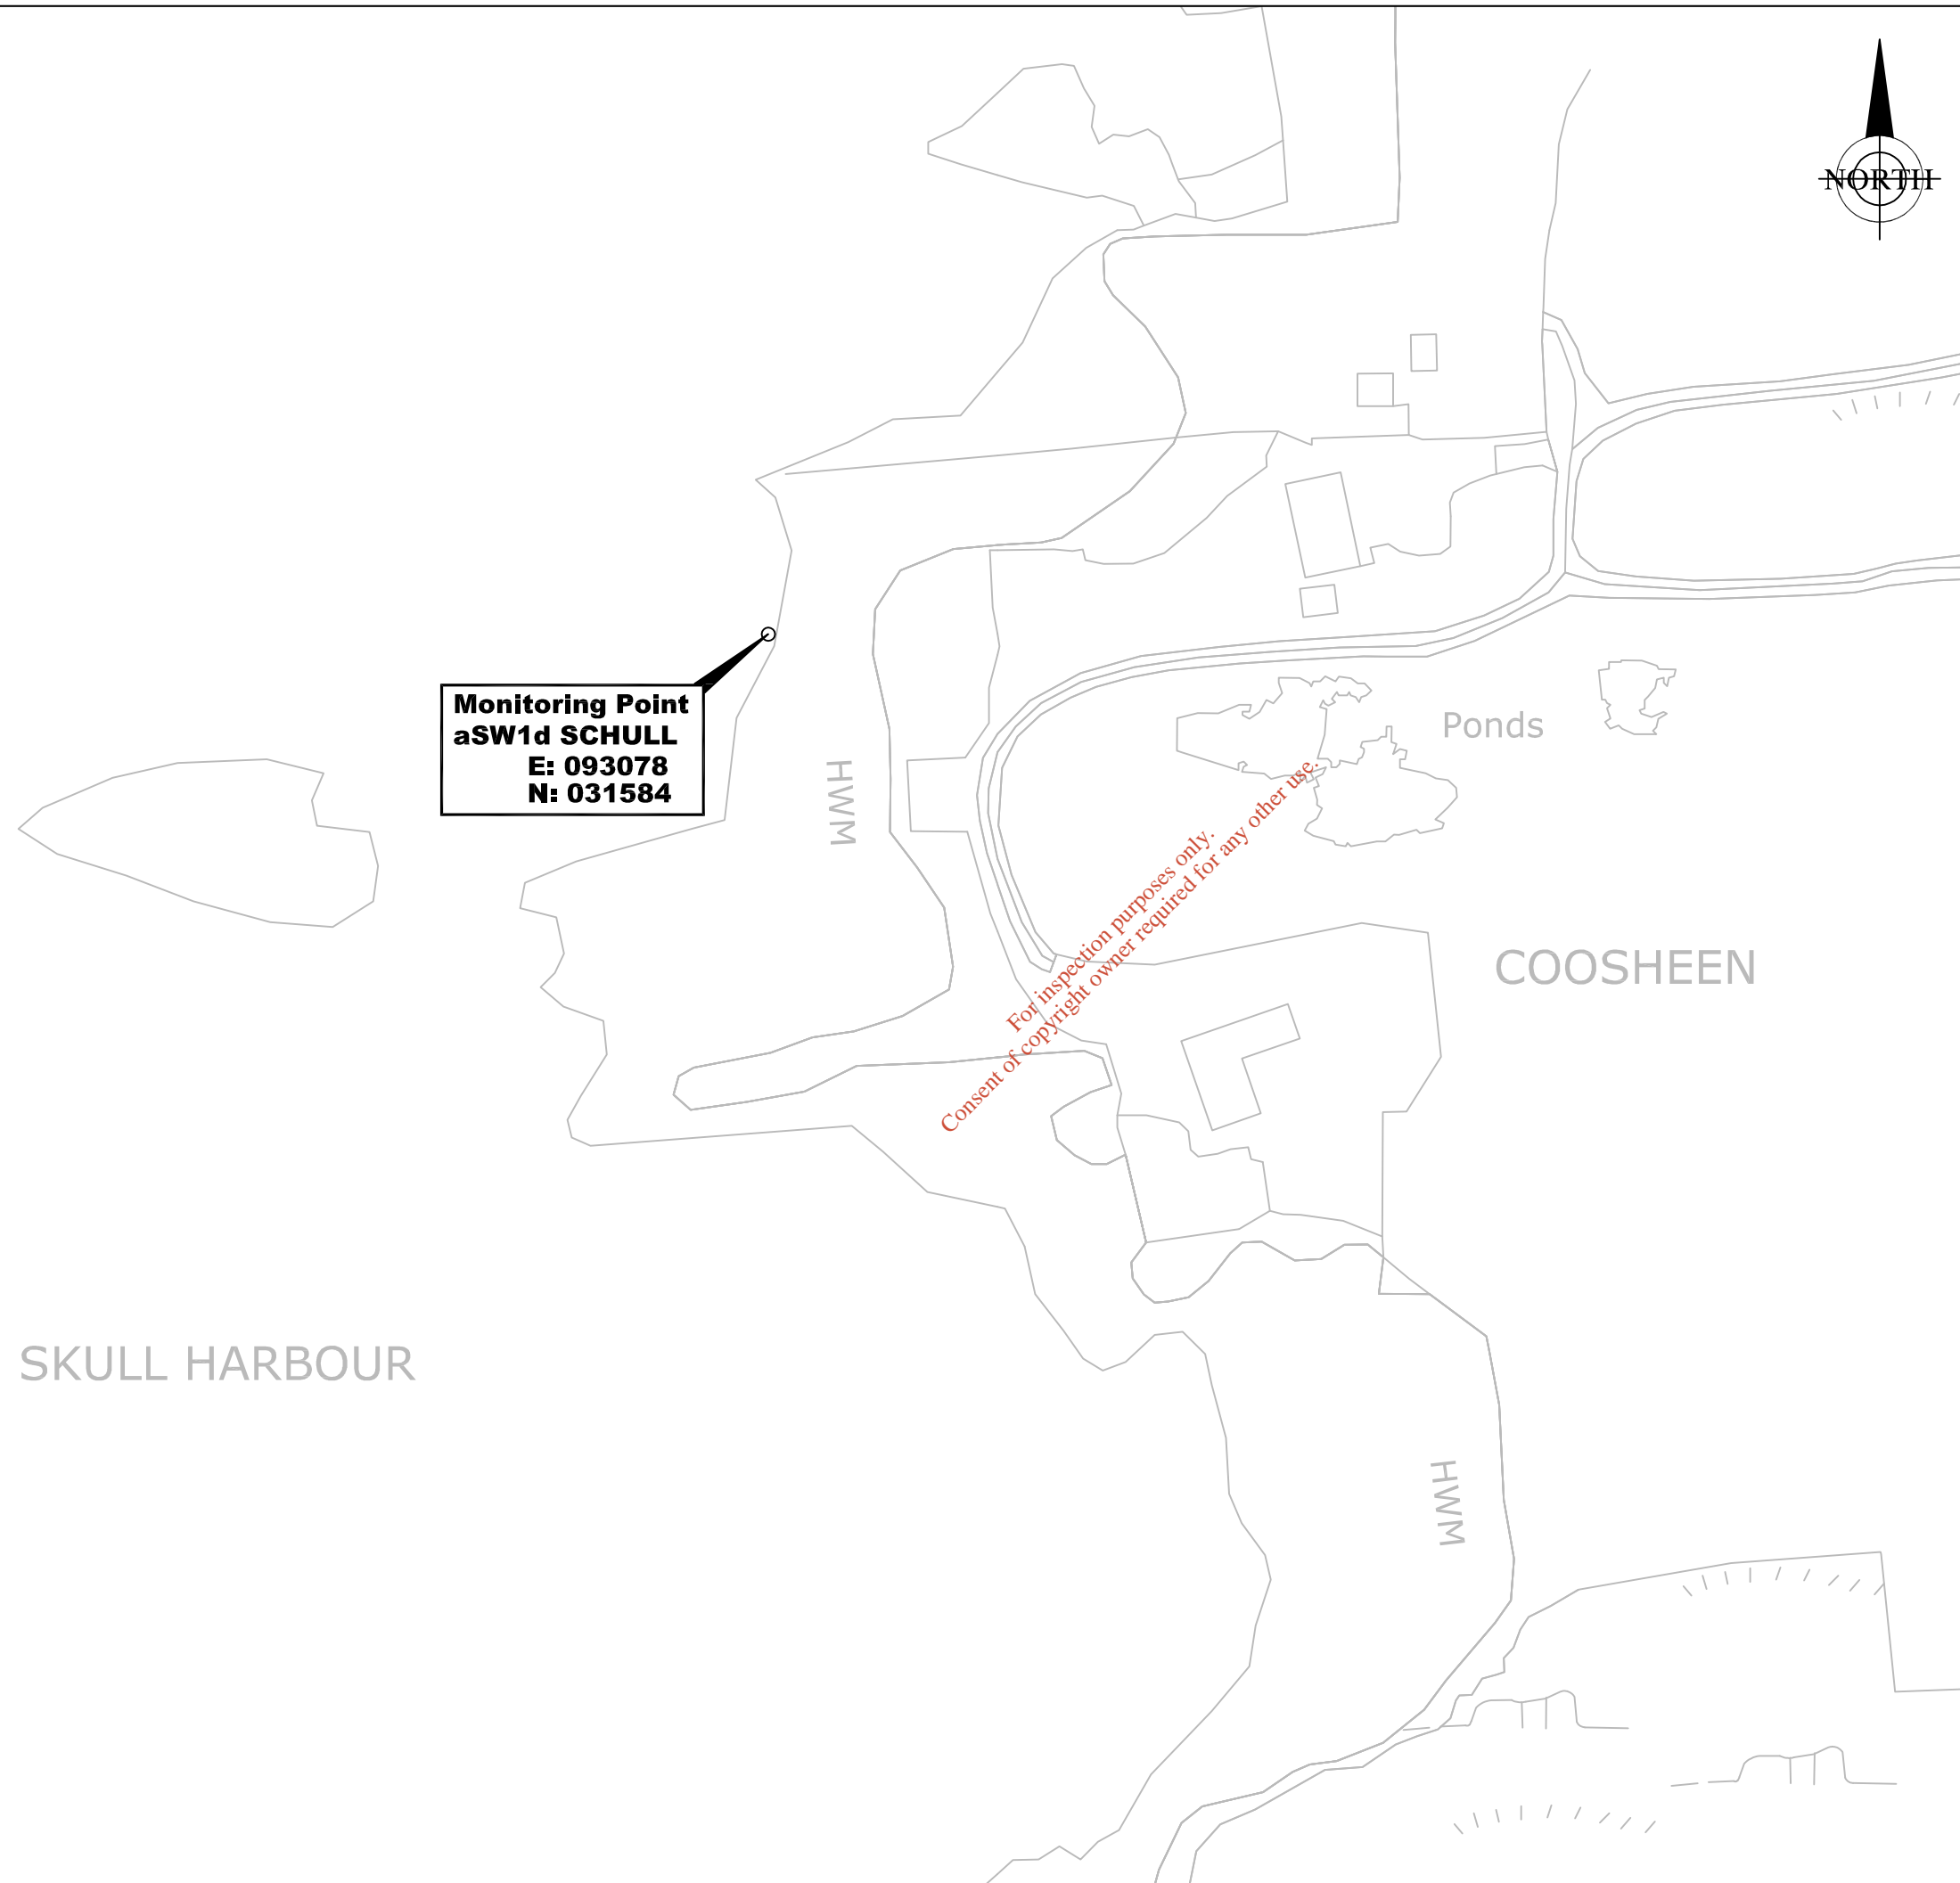 NORTH
Monitoring Point
aSW1d SCHULL
E: 093078
N: 031584
HWM
Ponds
For inspection purposes only.
Consent of copyright owner required for any other use.
COOSHEEN
SKULL HARBOUR
HWM